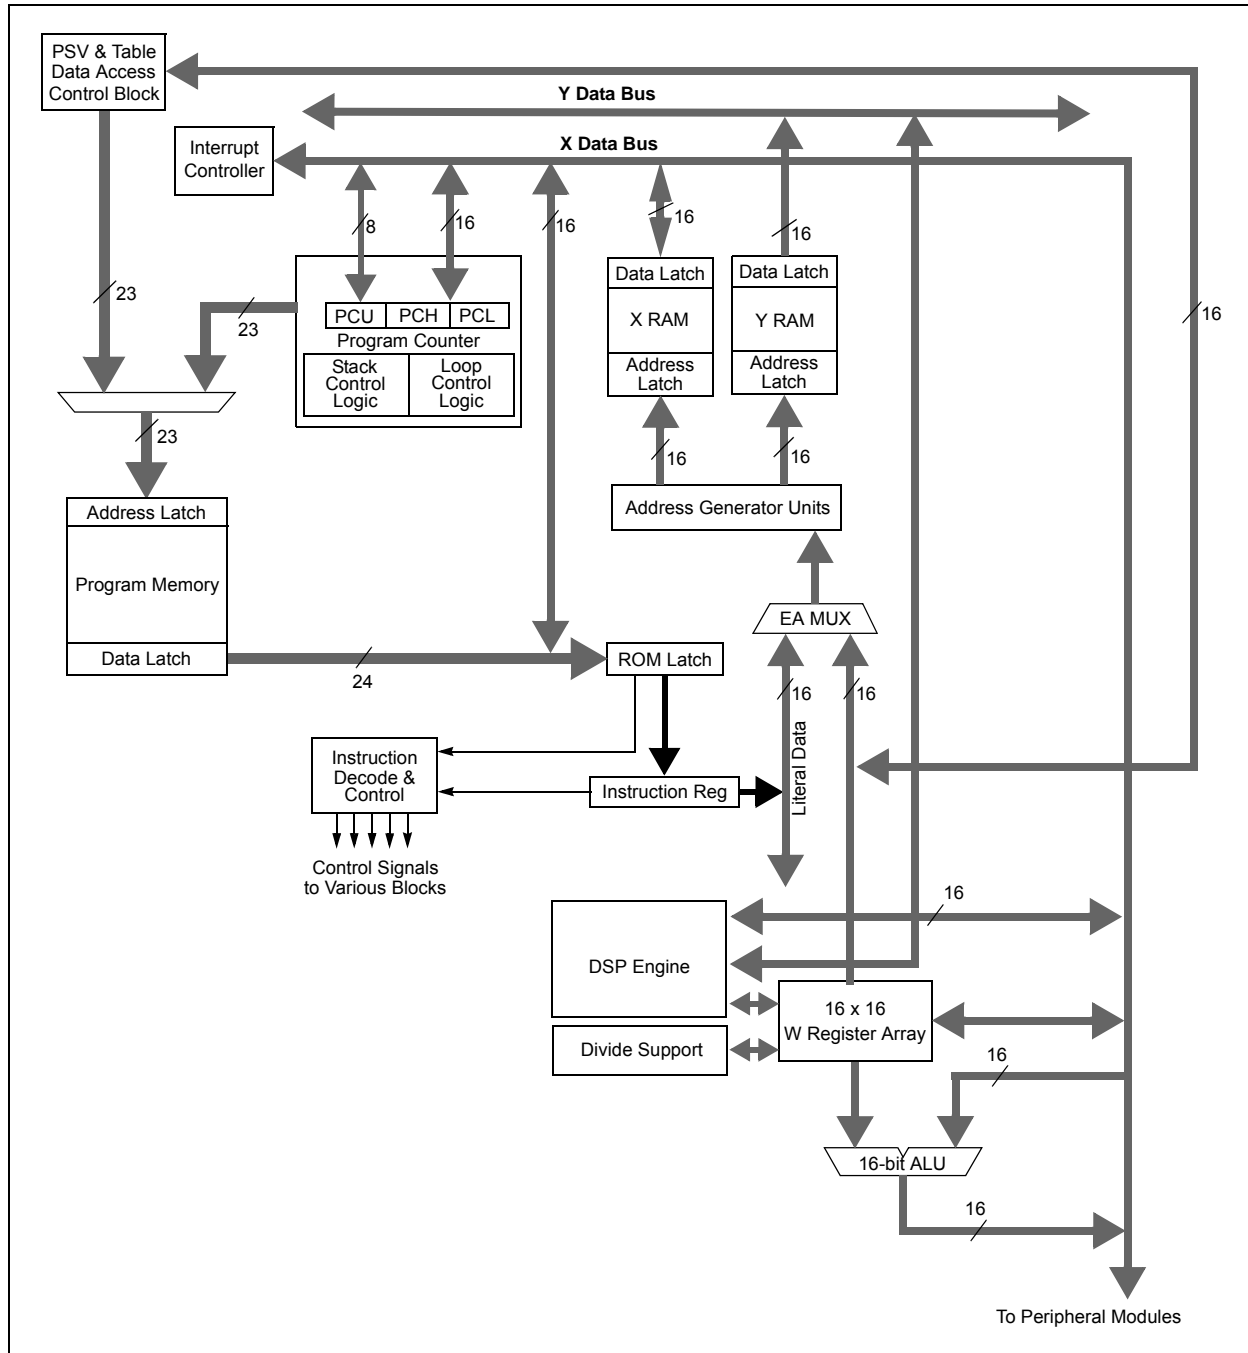 PSV & Table
Data Access
Control Block
Y Data Bus
X Data Bus
Interrupt
Controller
8
16
16
16
16
23
23
16
PCU
PCH
PCL
Program Counter
Stack
Control
Logic
Loop
Control
Logic
Data Latch
X RAM
Address
Latch
Data Latch
Y RAM
Address
Latch
23
16
16
Address Generator Units
Address Latch
Program Memory
Data Latch
24
EA MUX
ROM Latch
16
16
Literal Data
Instruction
Decode &
Control
Instruction Reg
Control Signals
to Various Blocks
16
DSP Engine
16 x 16
W Register Array
Divide Support
16
16-bit ALU
16
To Peripheral Modules